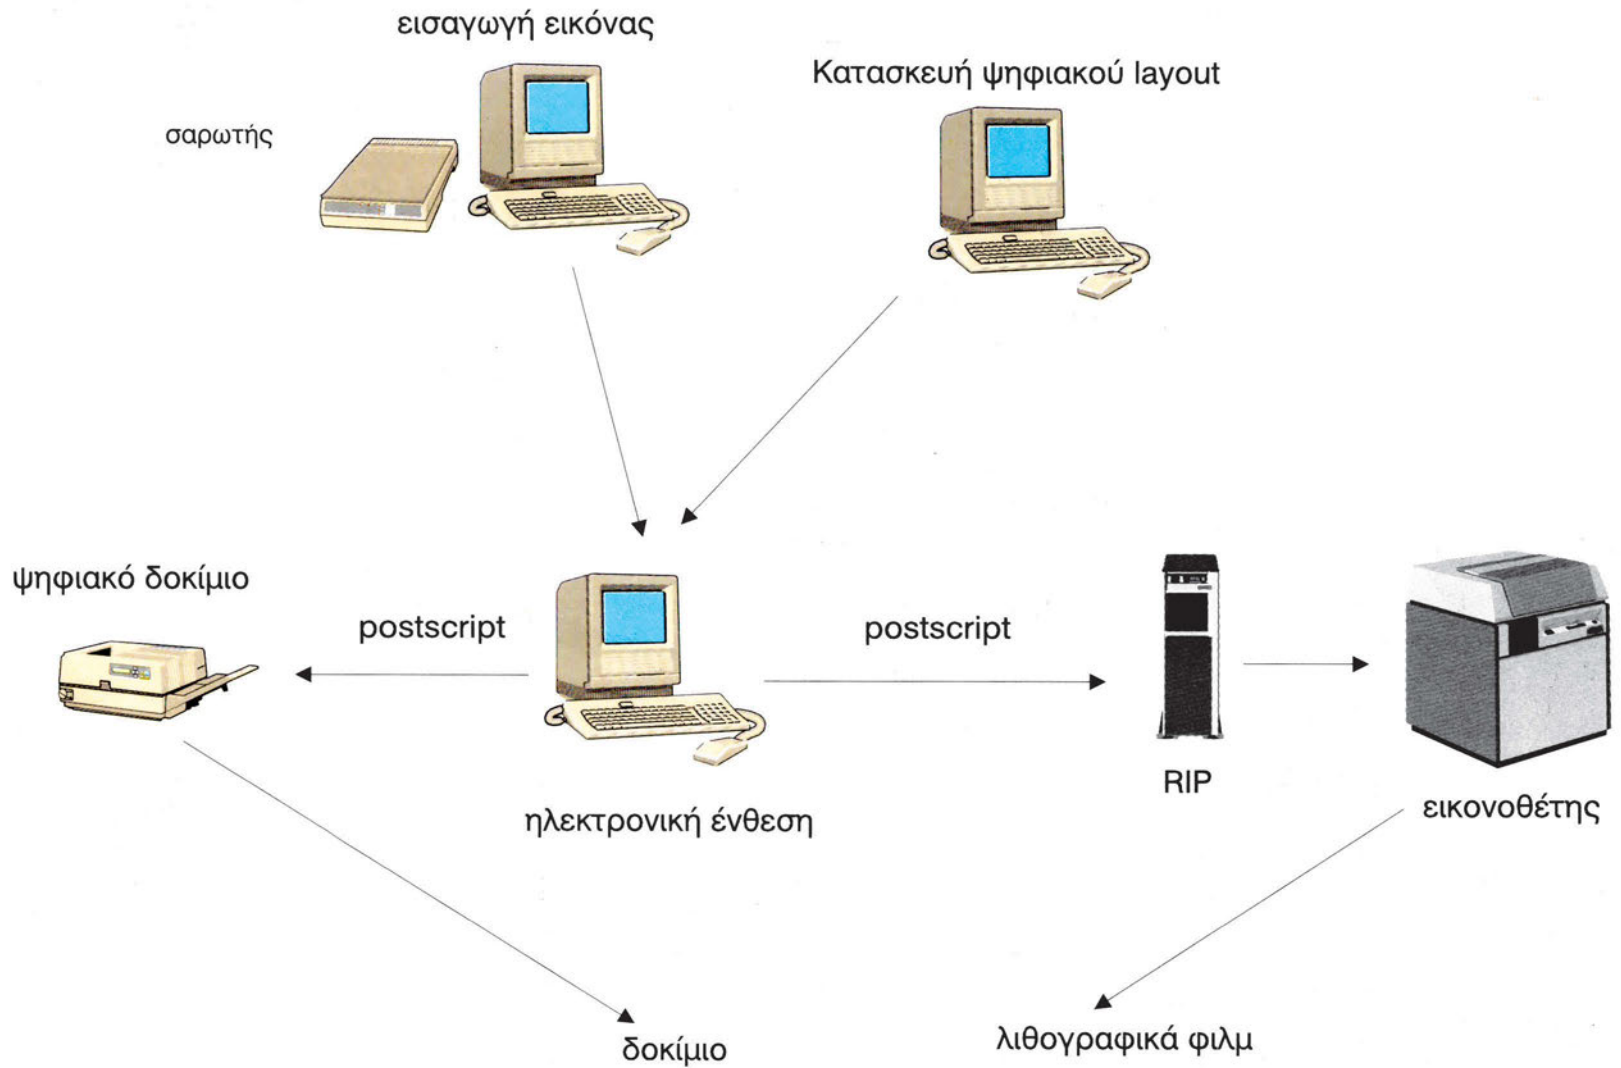 εισαγωγή εικόνας
Κατασκευή ψηφιακού layout
σαρωτής
ψηφιακό δοκίμιο
postscript
postscript
RIP
εικονοθέτης
ηλεκτρονική ένθεση
δοκίμιο
λιθογραφικά φιλμ